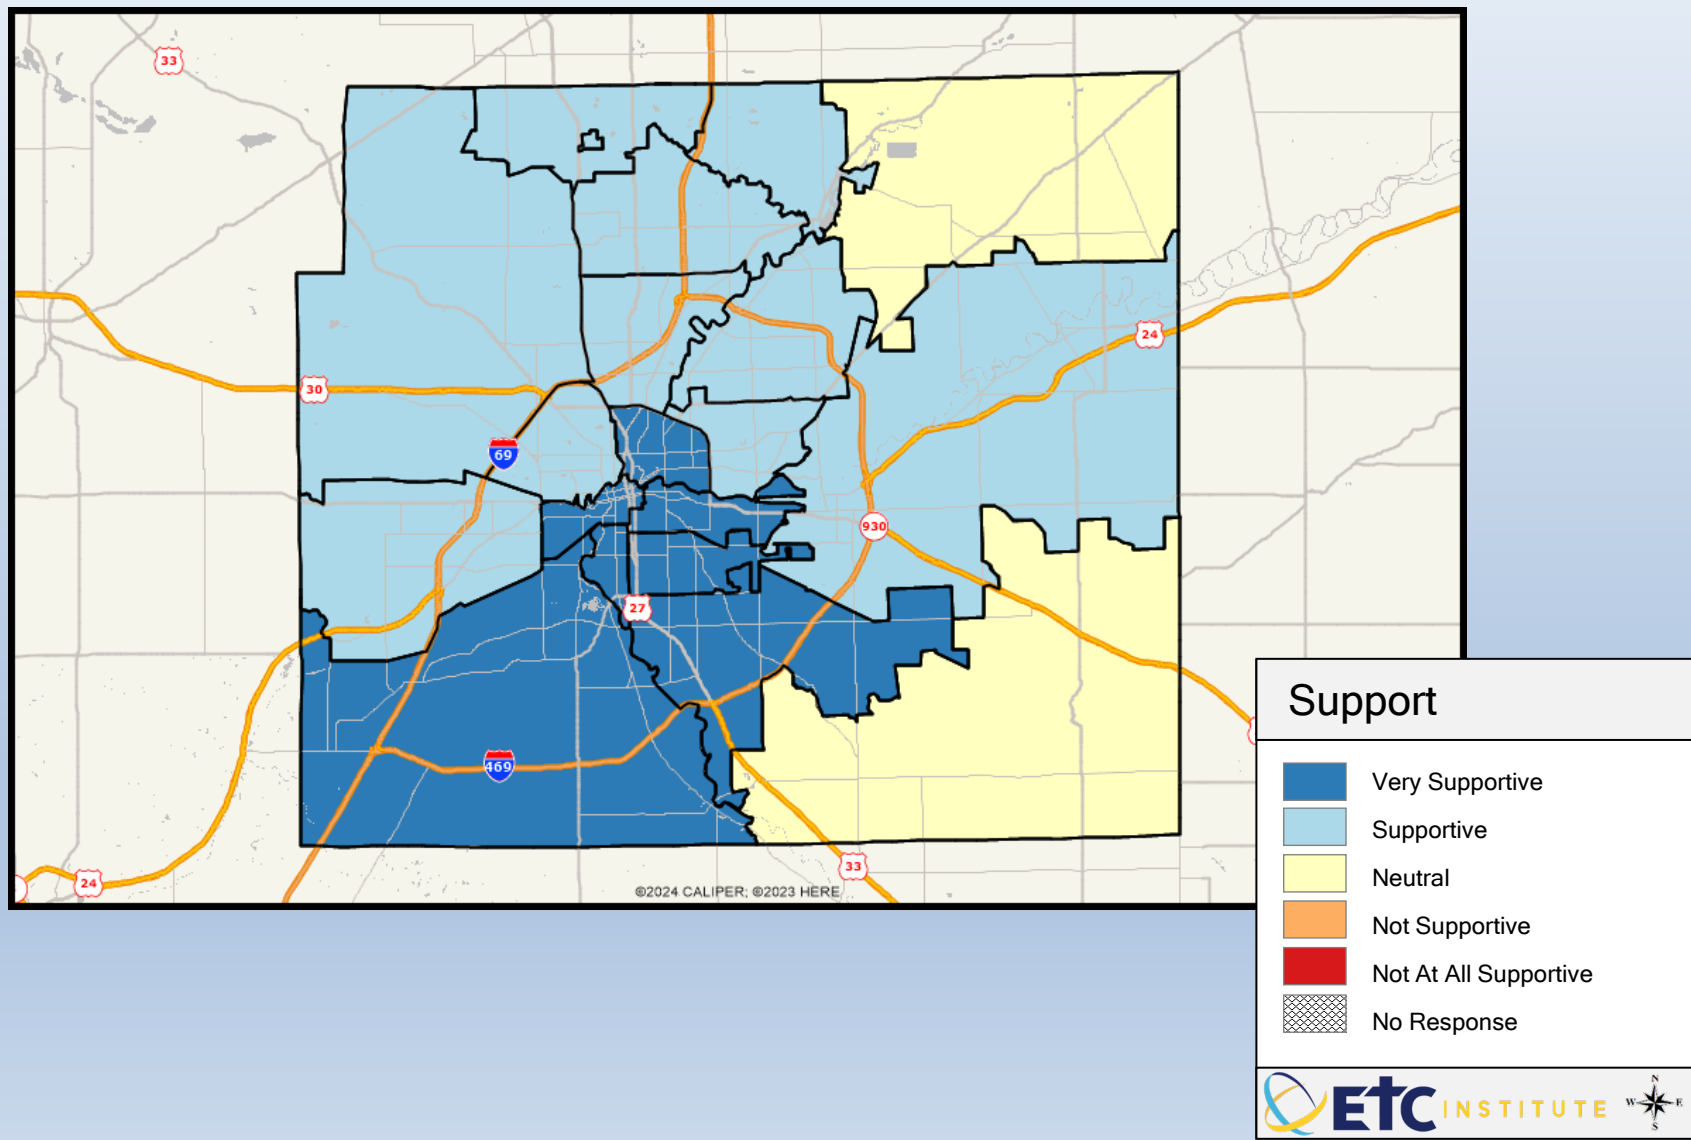 33
24
30
69
930
27
469
33
24
©2024 CALIPER; ©2023 HERE
Support
Very Supportive
Supportive
Neutral
Not Supportive
Not At All Supportive
No Response
ETC INSTITUTE
N
W E
S